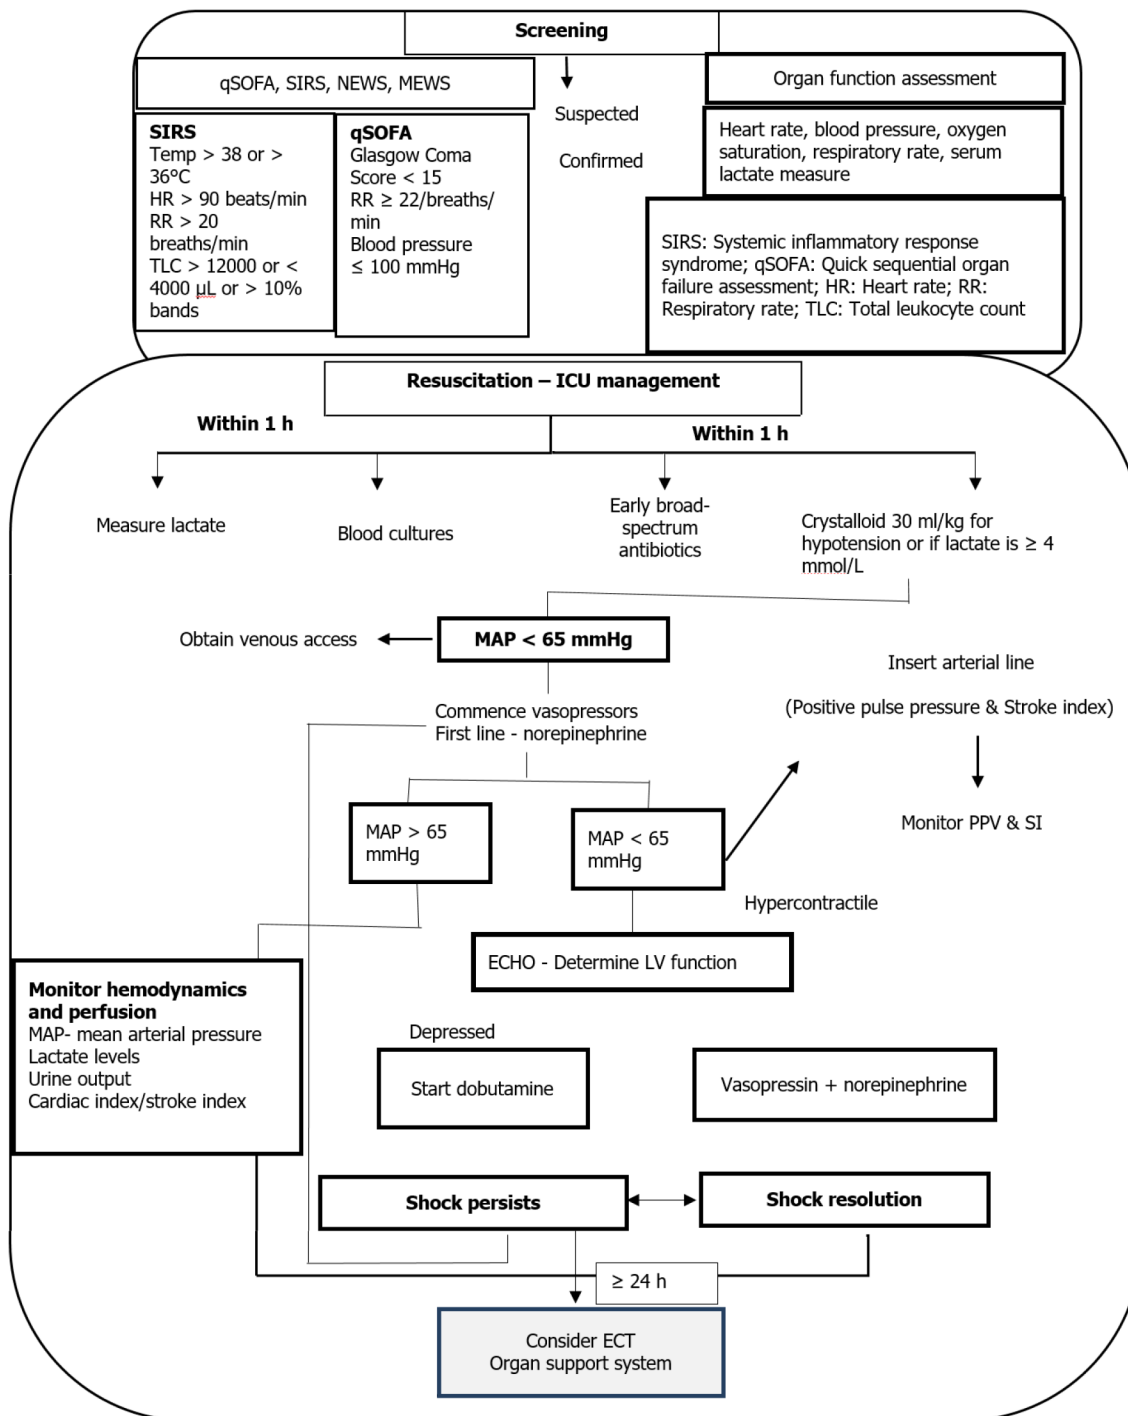 Screening
qSOFA, SIRS, NEWS, MEWS
SIRS
Temp > 38 or >
36°C
HR > 90 beats/min
RR > 20
breaths/min
TLC > 12000 or <
4000 µL or > 10%
bands
qSOFA
Glasgow Coma
Score < 15
RR ≥ 22/breaths/
min
Blood pressure
≤ 100 mmHg
Suspected
Confirmed
Organ function assessment
Heart rate, blood pressure, oxygen
saturation, respiratory rate, serum
lactate measure
SIRS: Systemic inflammatory response
syndrome; qSOFA: Quick sequential organ
failure assessment; HR: Heart rate; RR:
Respiratory rate; TLC: Total leukocyte count
Resuscitation – ICU management
Within 1 h
Within 1 h
Measure lactate
Blood cultures
Early broad-
spectrum
antibiotics
Crystalloid 30 ml/kg for
hypotension or if lactate is ≥ 4
mmol/L
Obtain venous access
MAP < 65 mmHg
Insert arterial line
(Positive pulse pressure & Stroke index)
Monitor PPV & SI
Commence vasopressors
First line - norepinephrine
MAP > 65
mmHg
MAP < 65
mmHg
Hypercontractile
ECHO - Determine LV function
Monitor hemodynamics
and perfusion
MAP- mean arterial pressure
Lactate levels
Urine output
Cardiac index/stroke index
Depressed
Start dobutamine
Vasopressin + norepinephrine
Shock persists
Shock resolution
≥ 24 h
Consider ECT
Organ support system